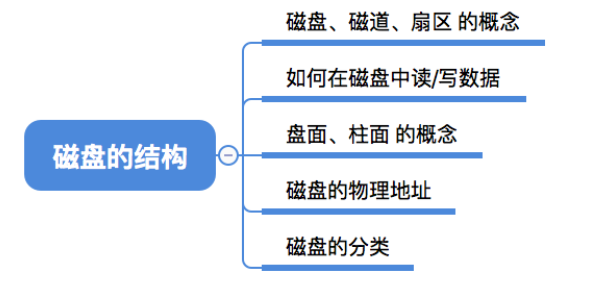 磁盘、磁道、扇区 的概念
如何在磁盘中读/写数据
磁盘的结构
盘面、柱面 的概念
磁盘的物理地址
磁盘的分类